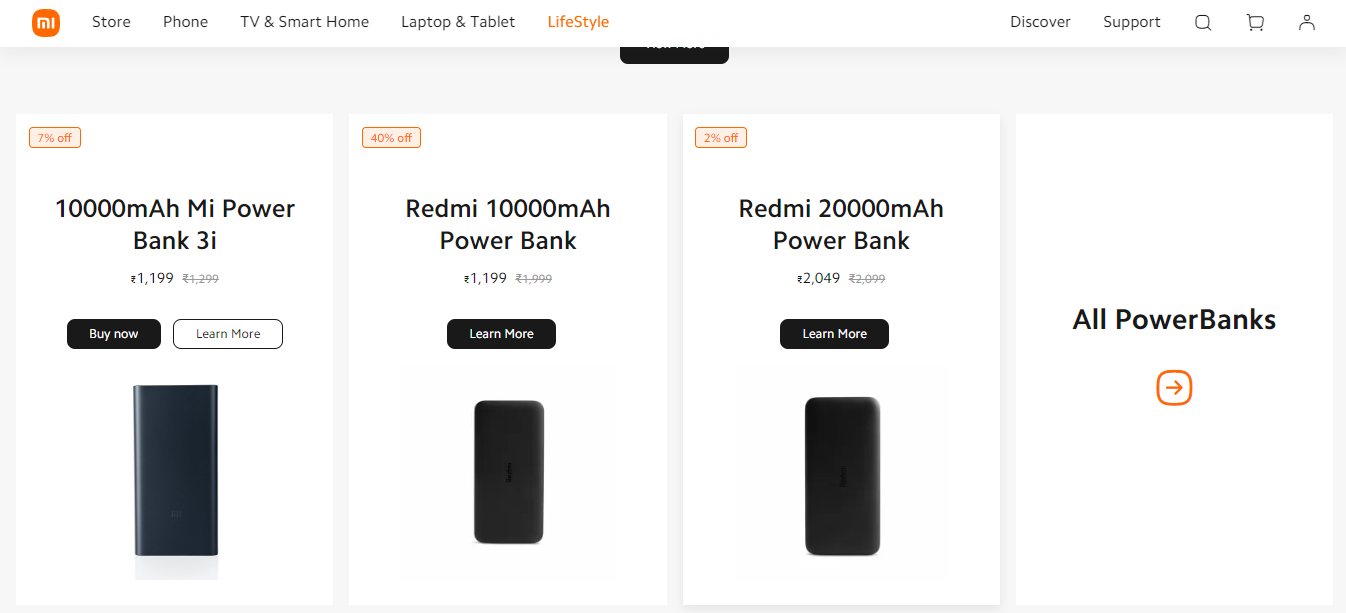 mi
Store Phone TV & Smart Home Laptop & Tablet LifeStyle Discover Support
7% off
10000mAh Mi Power
Bank 3i
₹1,199 ₹1,299
Buy now Learn More
40% off
Redmi 10000mAh
Power Bank
₹1,199 ₹1,999
Learn More
Redmi
2% off
Redmi 20000mAh
Power Bank
₹2,049 ₹2,099
Learn More
Redmi
All PowerBanks